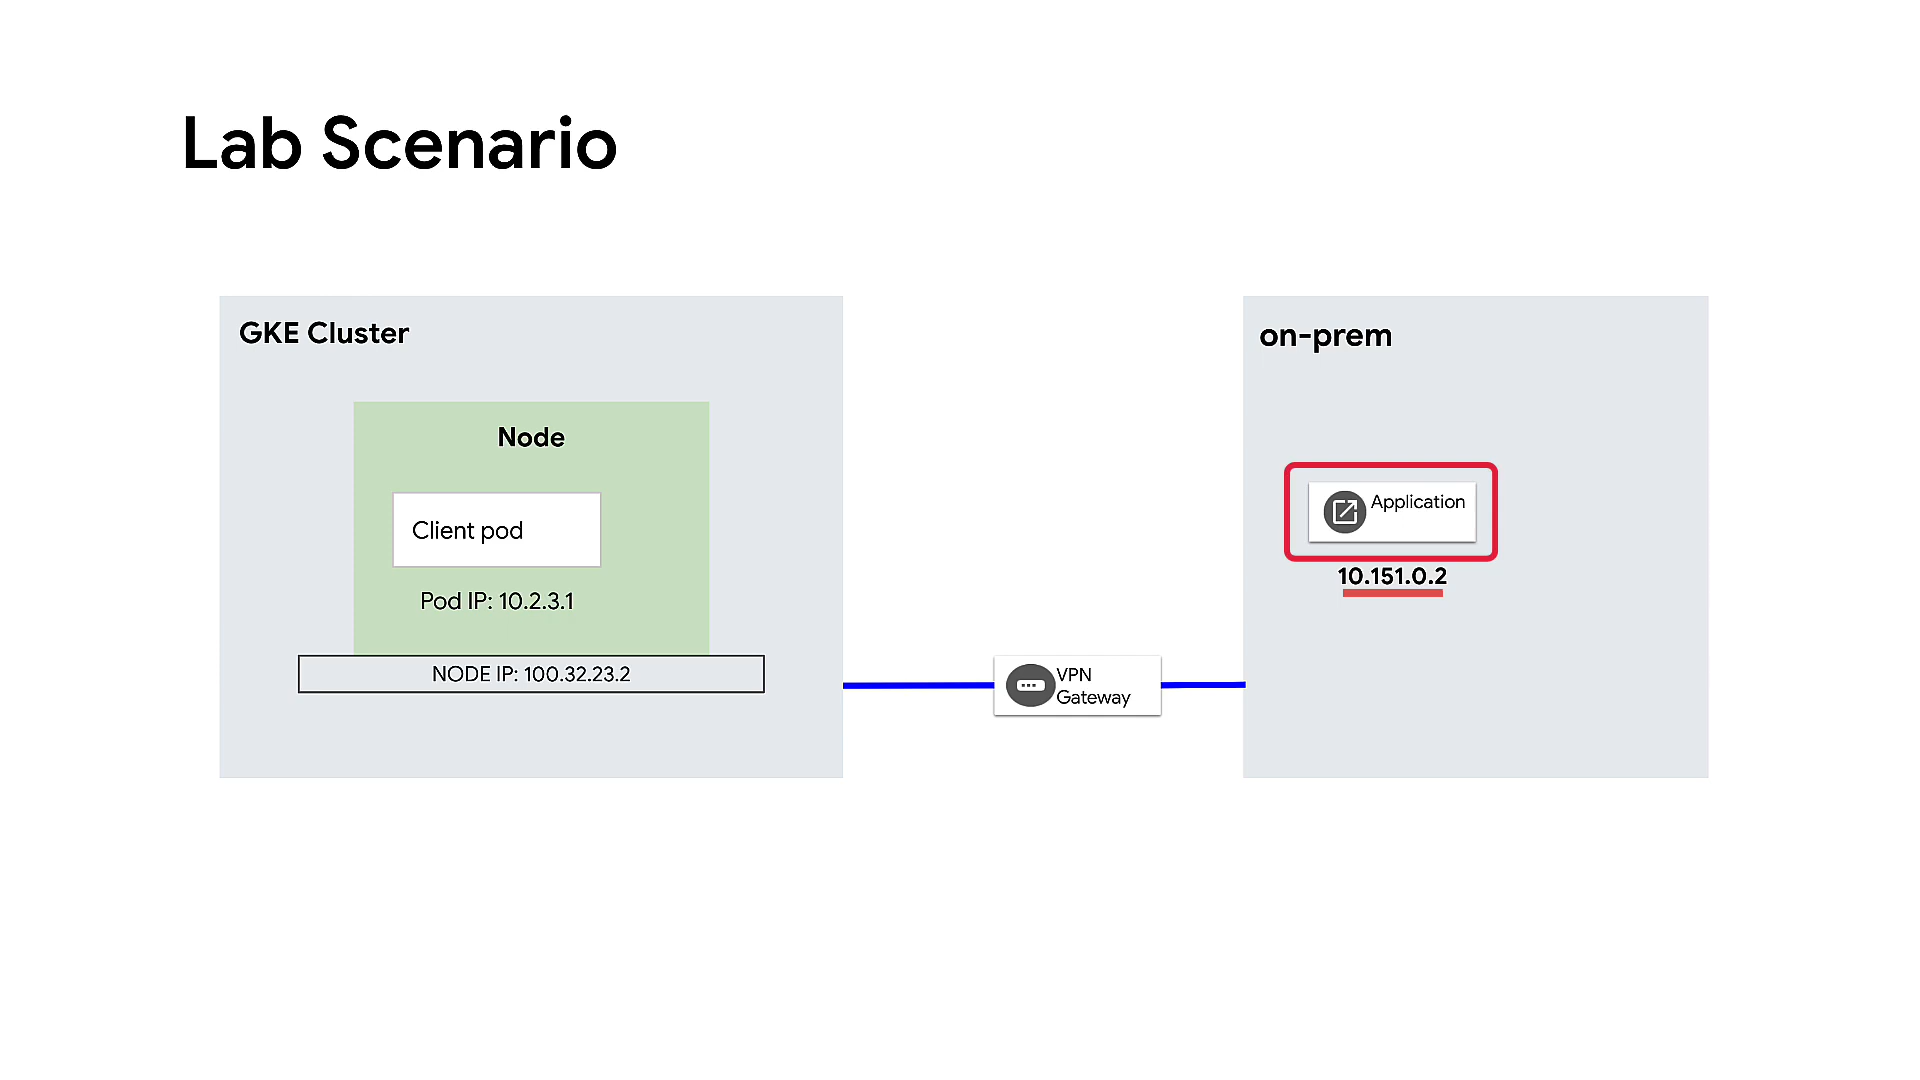 Lab Scenario
GKE Cluster
Node
Client pod
Pod IP: 10.2.3.1
NODE IP: 100.32.23.2
VPN
Gateway
on-prem
Application
10.151.0.2